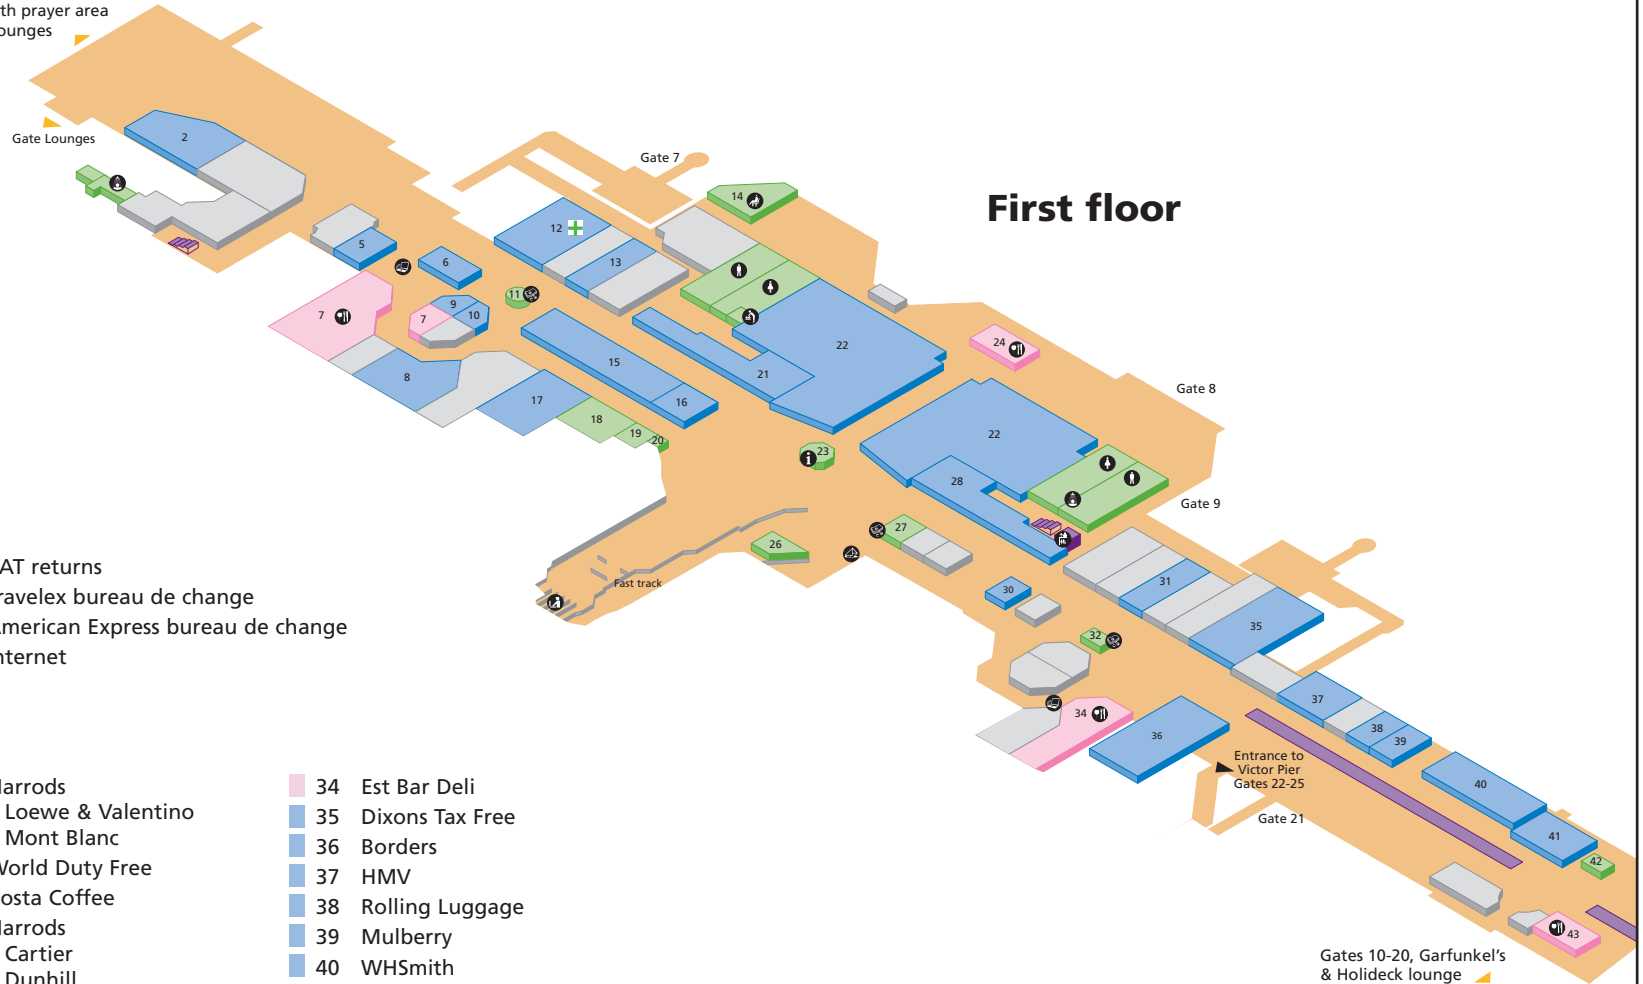 th prayer area
ounges
Gate Lounges
First floor
Gate 7
Gate 8
Gate 9
2
5
6
7
7
8
9
10
11
12
13
14
15
16
17
18
19
20
21
22
22
23
24
26
27
28
30
31
32
34
35
36
37
38
39
40
41
42
43
Fast track
Entrance to
Victor Pier
Gates 22-25
Gate 21
Gates 10-20, Garfunkel's
& Holideck lounge
AT returns
ravelex bureau de change
American Express bureau de change
nternet
Harrods
Loewe & Valentino
Mont Blanc
World Duty Free
osta Coffee
Harrods
Cartier
Dunhill
34 Est Bar Deli
35 Dixons Tax Free
36 Borders
37 HMV
38 Rolling Luggage
39 Mulberry
40 WHSmith